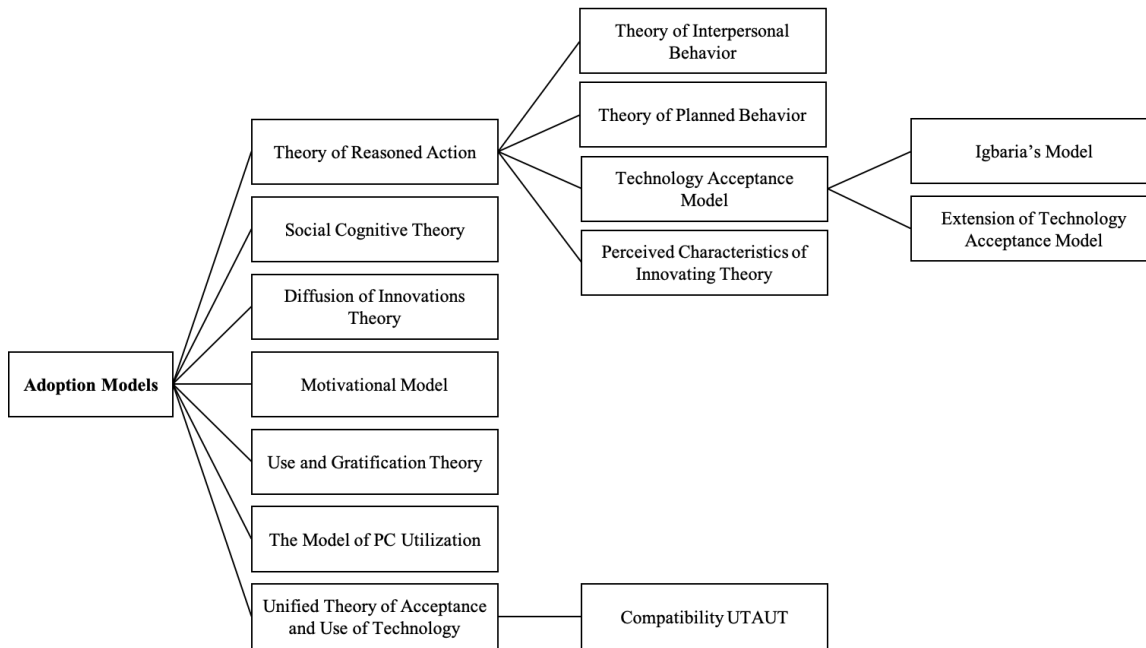 Theory of Interpersonal
Behavior
Theory of Planned Behavior
Theory of Reasoned Action
Igbaria’s Model
Technology Acceptance
Model
Social Cognitive Theory
Extension of Technology
Acceptance Model
Perceived Characteristics of
Innovating Theory
Diffusion of Innovations
Theory
Adoption Models
Motivational Model
Use and Gratification Theory
The Model of PC Utilization
Unified Theory of Acceptance
and Use of Technology
Compatibility UTAUT